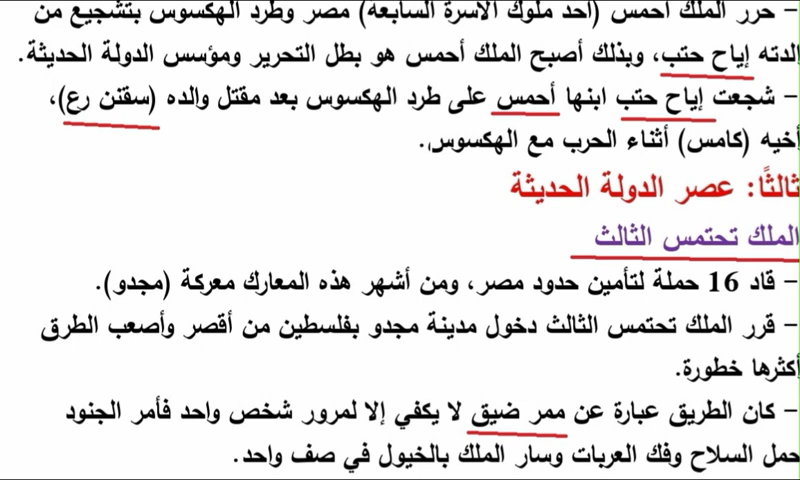 – حرر الملك أحمس (أحد ملوك الأسرة السابعة) مصر وطرد الهكسوس بتشجيع من
الدته إياح حتب، وبذلك أصبح الملك أحمس هو بطل التحرير ومؤسس الدولة الحديثة.
– شجعت إياح حتب ابنها أحمس على طرد الهكسوس بعد مقتل والده (سقنن رع)،
أخيه (كامس) أثناء الحرب مع الهكسوس.
ثالثًا: عصر الدولة الحديثة
الملك تحتمس الثالث
– قاد 16 حملة لتأمين حدود مصر، ومن أشهر هذه المعارك معركة (مجدو).
– قرر الملك تحتمس الثالث دخول مدينة مجدو بفلسطين من أقصر وأصعب الطرق
أكثرها خطورة.
– كان الطريق عبارة عن ممر ضيق لا يكفي إلا لمرور شخص واحد فأمر الجنود
حمل السلاح وفك العربات وسار الملك بالخيول في صف واحد.